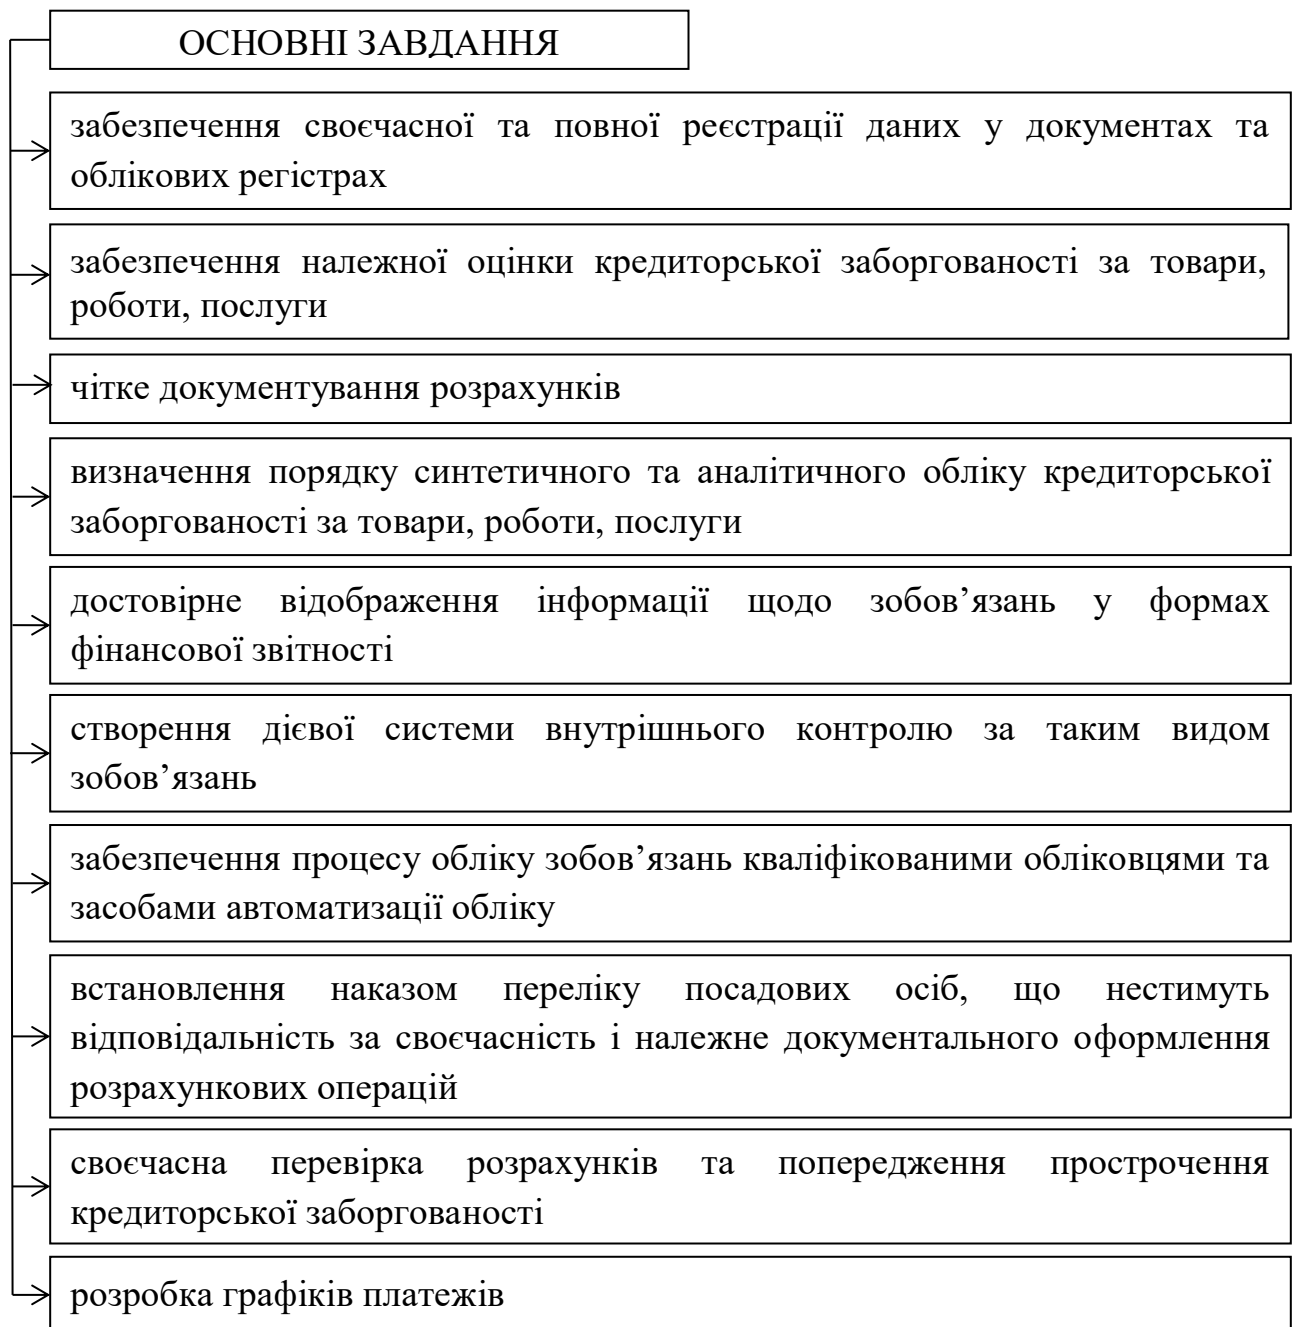 ОСНОВНІ ЗАВДАННЯ
забезпечення своєчасної та повної реєстрації даних у документах та
облікових регістрах
забезпечення належної оцінки кредиторської заборгованості за товари,
роботи, послуги
чітке документування розрахунків
визначення порядку синтетичного та аналітичного обліку кредиторської
заборгованості за товари, роботи, послуги
достовірне відображення інформації щодо зобов’язань у формах
фінансової звітності
створення дієвої системи внутрішнього контролю за таким видом
зобов’язань
забезпечення процесу обліку зобов’язань кваліфікованими обліковцями та
засобами автоматизації обліку
встановлення наказом переліку посадових осіб, що нестимуть
відповідальність за своєчасність і належне документального оформлення
розрахункових операцій
своєчасна перевірка розрахунків та попередження прострочення
кредиторської заборгованості
розробка графіків платежів